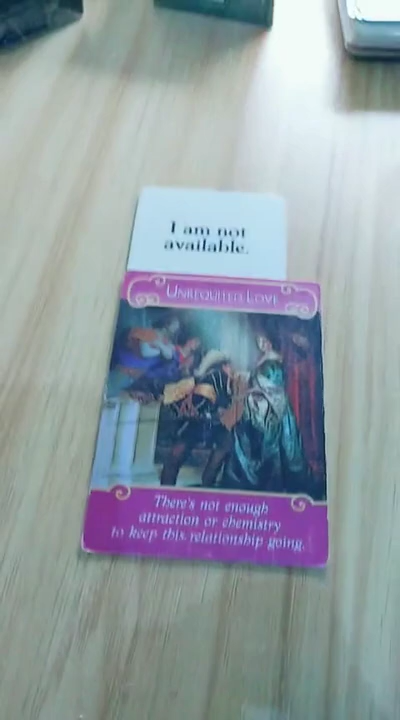 I am not
available.
UNREQUITED LOVE
There's not enough
attraction or chemistry
to keep this relationship going.